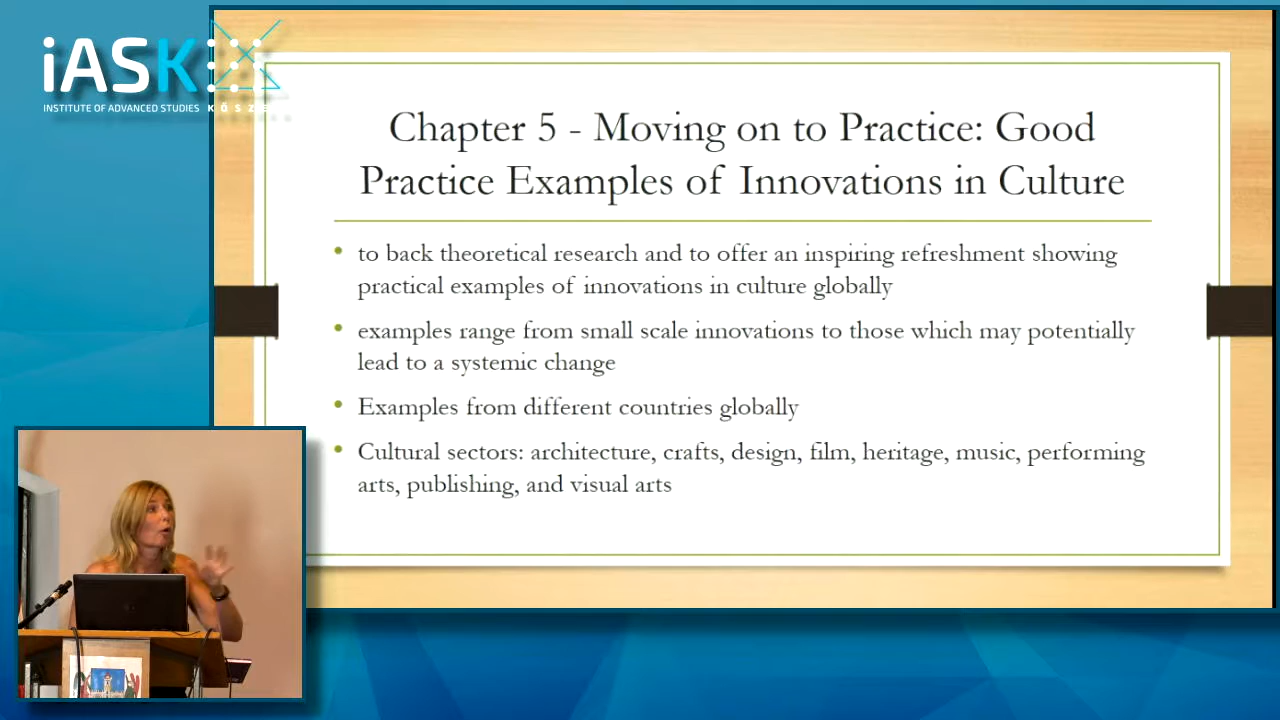 iASK
INSTITUTE OF ADVANCED STUDIES KŐSZ
Chapter 5 - Moving on to Practice: Good
Practice Examples of Innovations in Culture
• to back theoretical research and to offer an inspiring refreshment showing
practical examples of innovations in culture globally
• examples range from small scale innovations to those which may potentially
lead to a systemic change
• Examples from different countries globally
• Cultural sectors: architecture, crafts, design, film, heritage, music, performing
arts, publishing, and visual arts